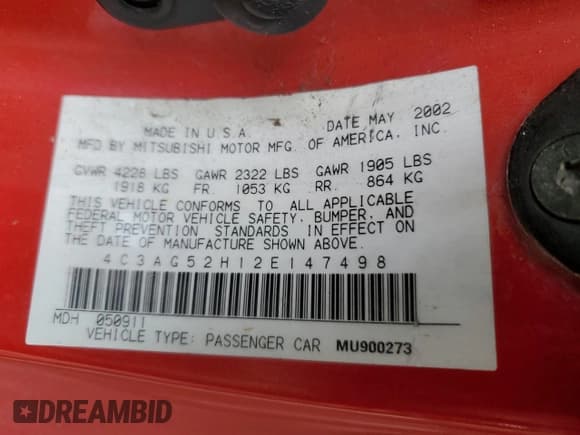 MADE IN U.S.A. DATE MAY 2002
MFD BY MITSUBISHI MOTOR MFG. OF AMERICA, INC.
GVWR 4228 LBS GAWR 2322 LBS GAWR 1905 LBS
1918 KG FR. 1053 KG RR. 864 KG
THIS VEHICLE CONFORMS TO ALL APPLICABLE
FEDERAL MOTOR VEHICLE SAFETY, BUMPER, AND
THEFT PREVENTION STANDARDS IN EFFECT ON
THE DATE OF MANUFACTURE SHOWN ABOVE.
4C3AG52H12E147498
MDH 050911
VEHICLE TYPE: PASSENGER CAR MU900273
DREAMBID